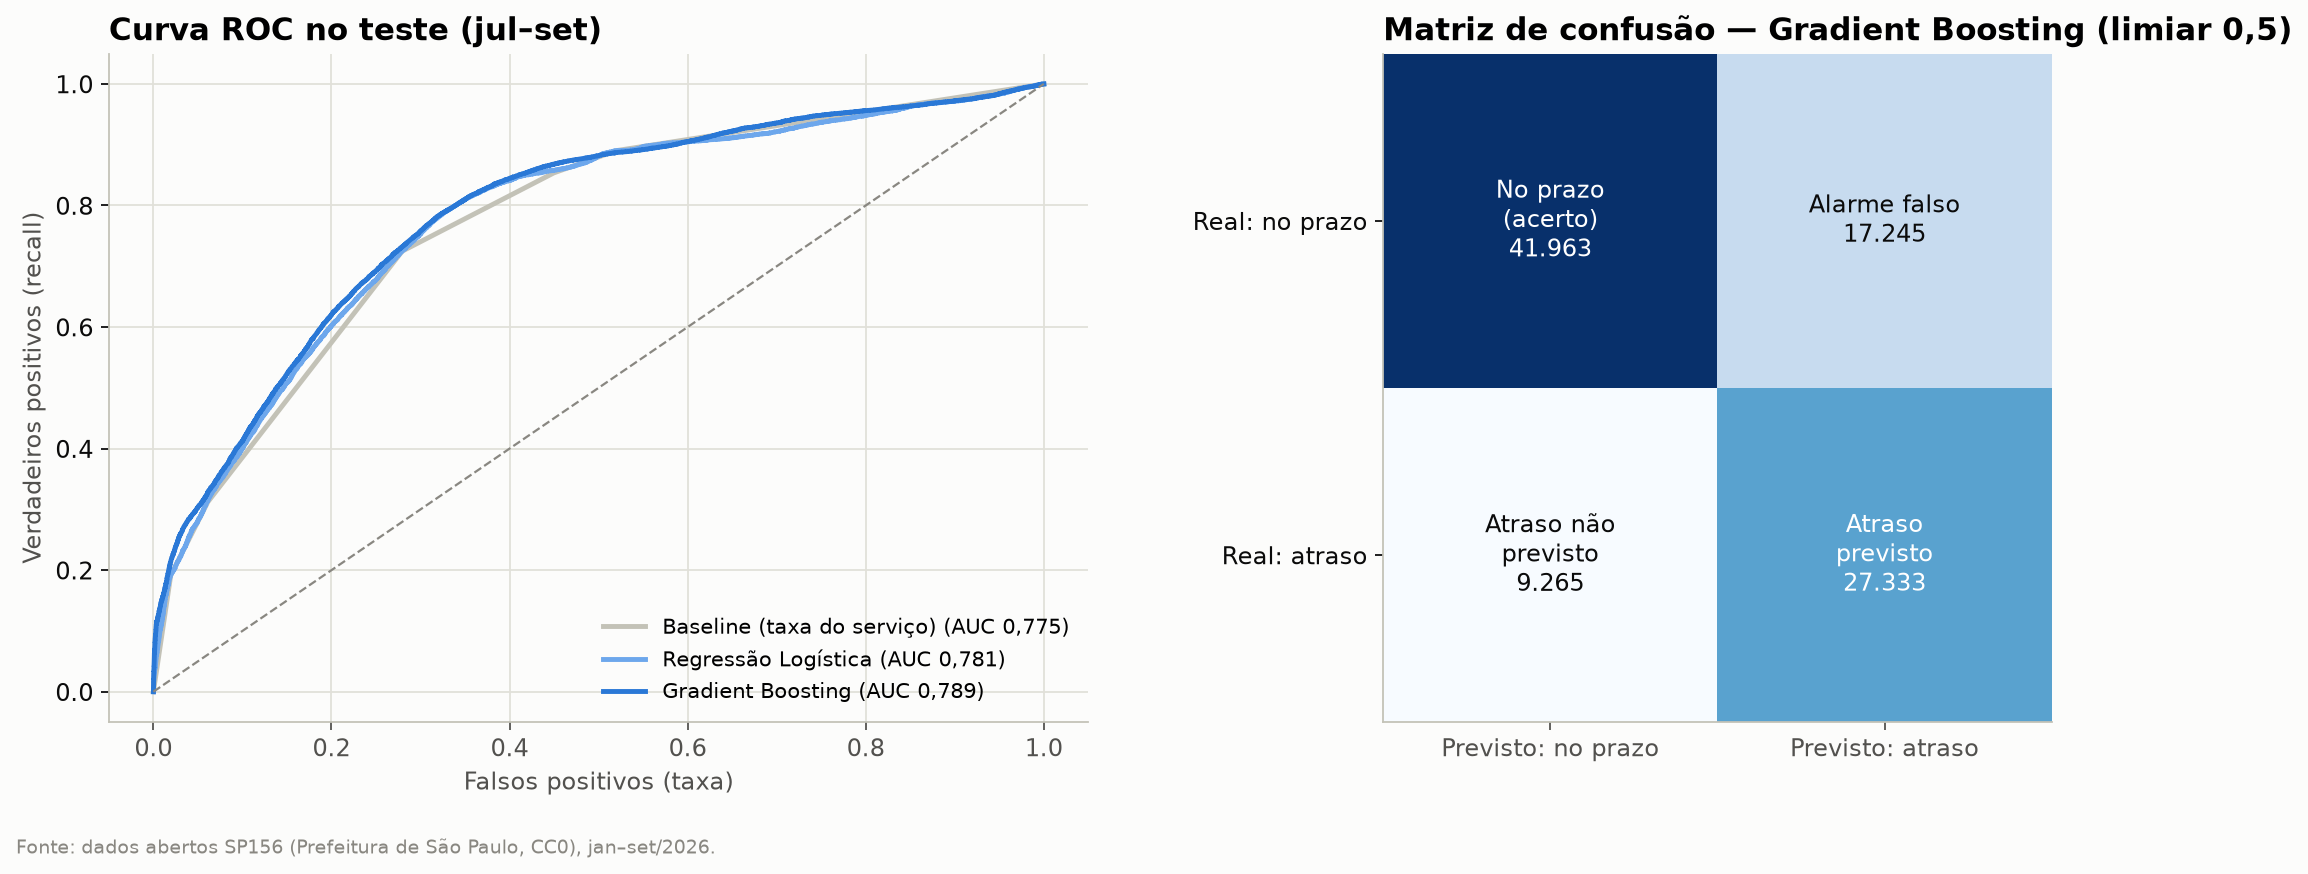 Curva ROC no teste (jul–set)
Verdadeiros positivos (recall)
1.0
0.8
0.6
0.4
0.2
0.0
0.0 0.2 0.4 0.6 0.8 1.0
Falsos positivos (taxa)
Baseline (taxa do serviço) (AUC 0,775)
Regressão Logística (AUC 0,781)
Gradient Boosting (AUC 0,789)
Matriz de confusão — Gradient Boosting (limiar 0,5)
Real: no prazo
No prazo
(acerto)
41.963
Alarme falso
17.245
Real: atraso
Atraso não
previsto
9.265
Atraso
previsto
27.333
Previsto: no prazo
Previsto: atraso
Fonte: dados abertos SP156 (Prefeitura de São Paulo, CC0), jan–set/2026.